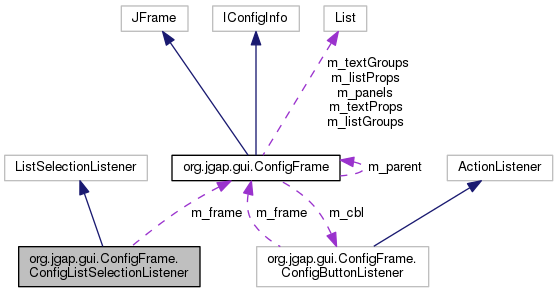 JFrame
IConfigInfo
List
m_textGroups
m_listProps
m_panels
m_textProps
m_listGroups
ListSelectionListener
org.jgap.gui.ConfigFrame
m_parent
ActionListener
m_frame
m_frame
m_cbl
org.jgap.gui.ConfigFrame.
ConfigListSelectionListener
org.jgap.gui.ConfigFrame.
ConfigButtonListener